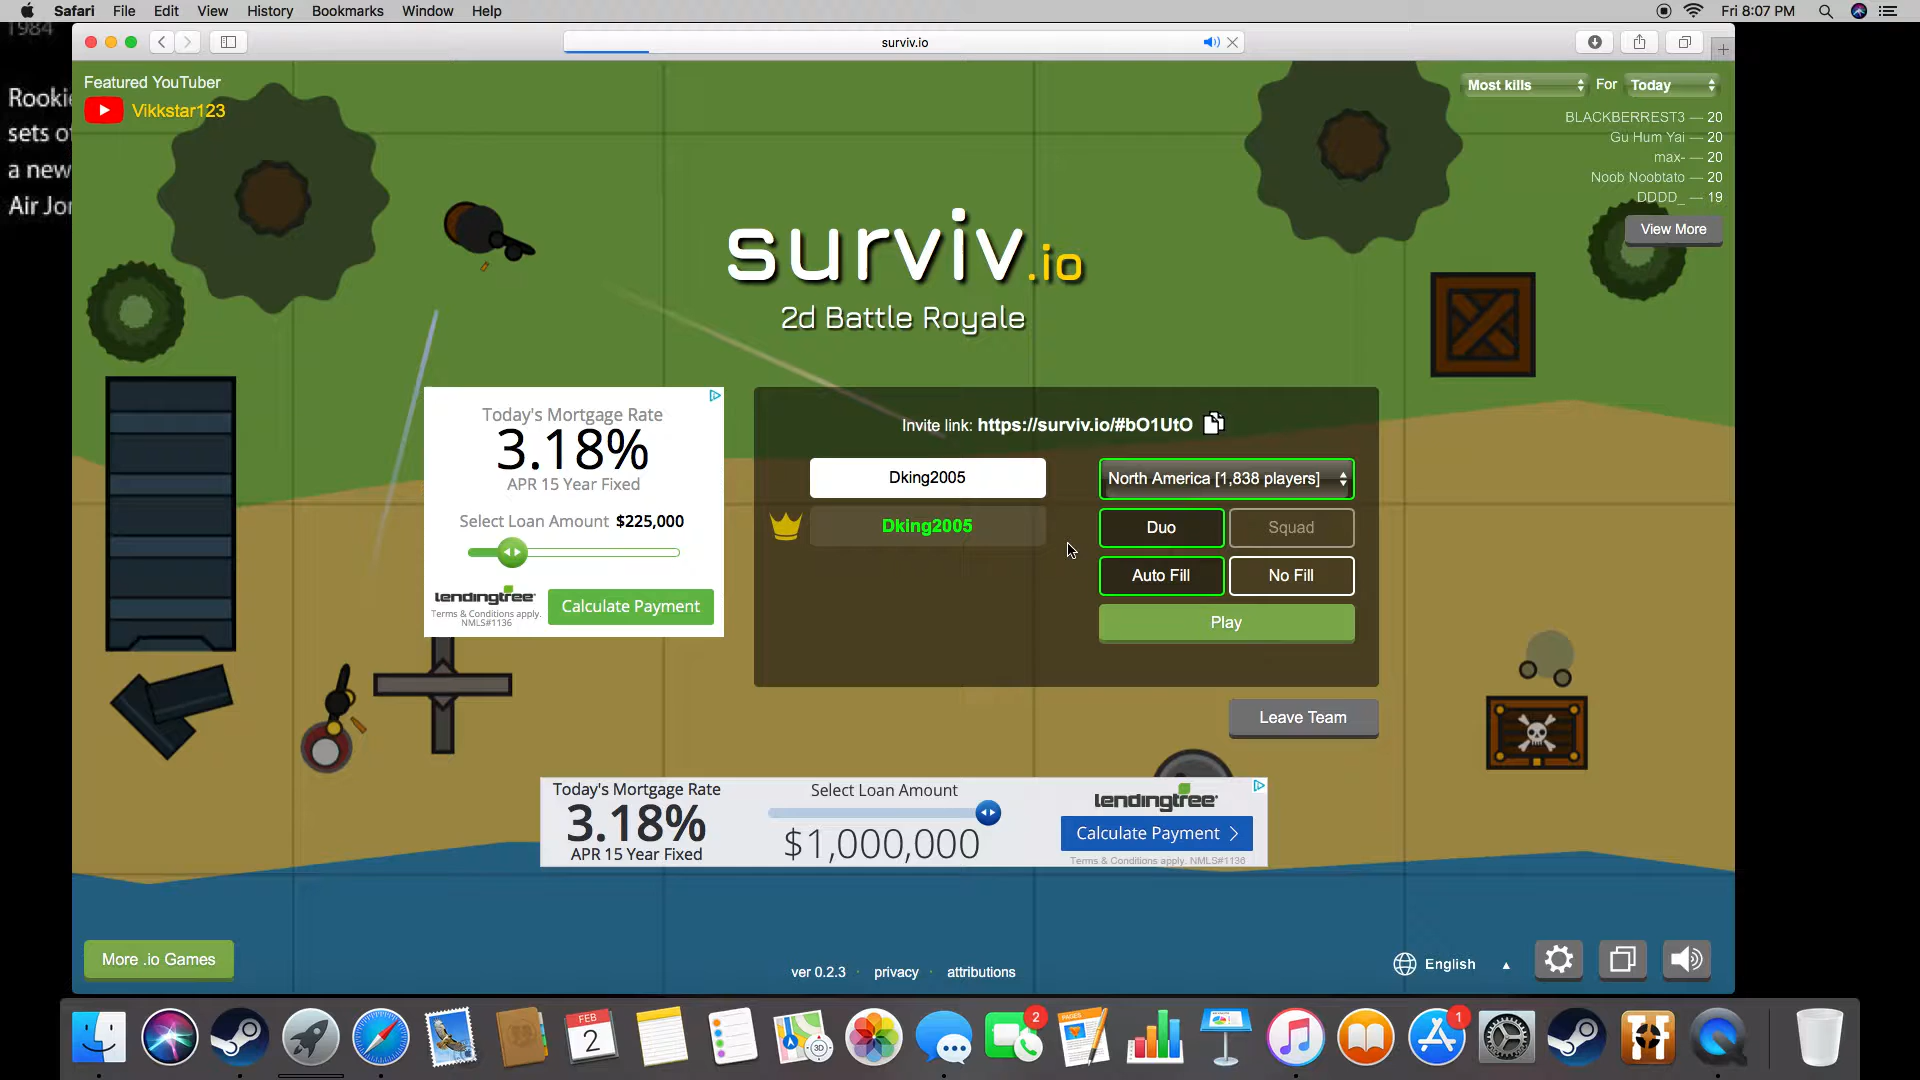 Safari File Edit View History Bookmarks Window Help
Fri 8:07 PM
1984
surviv.io
Featured YouTuber
Vikkstar123
Most kills For Today
BLACKBERREST3 — 20
Gu Hum Yai — 20
max- — 20
Noob Noobtato — 20
DDDD_ — 19
View More
sets
a new
surviv.io
2d Battle Royale
Today's Mortgage Rate
3.18%
APR 15 Year Fixed
Select Loan Amount $225,000
lendingtree
Terms & Conditions apply.
NMLS#1136
Calculate Payment
Invite link: https://surviv.io/#bO1UtO
Dking2005
Dking2005
North America [1,838 players]
Duo Squad
Auto Fill No Fill
Play
Leave Team
Today's Mortgage Rate
3.18%
APR 15 Year Fixed
Select Loan Amount
$1,000,000
lendingtree
Calculate Payment >
Terms & Conditions apply. NMLS#1136
More .io Games
ver 0.2.3 · privacy · attributions
English
FEB
2
3D
2
PAGES
1